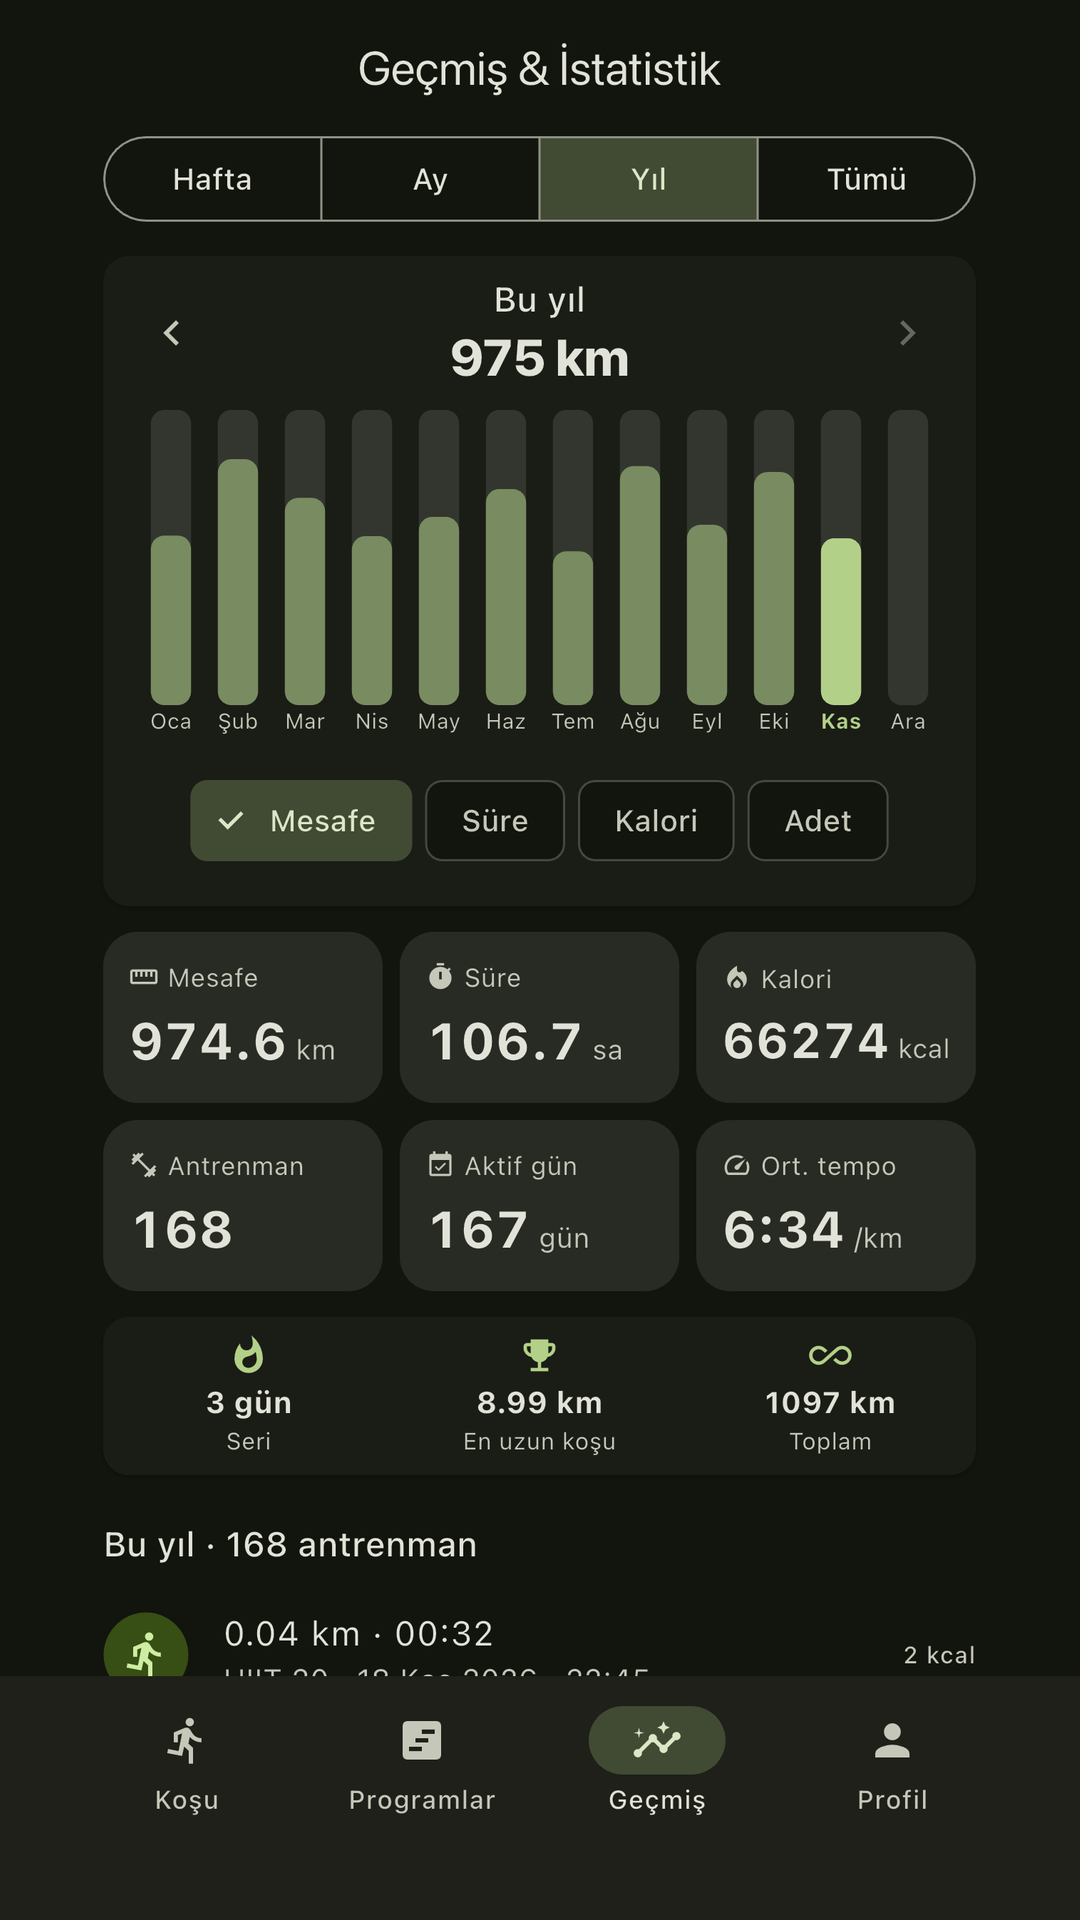 Geçmiş & İstatistik
Hafta
Ay
Yıl
Tümü
Bu yıl
975 km
Oca Şub Mar Nis May Haz Tem Ağu Eyl Eki Kas Ara
Mesafe
Süre
Kalori
Adet
Mesafe
974.6 km
Süre
106.7 sa
Kalori
66274 kcal
Antrenman
168
Aktif gün
167 gün
Ort. tempo
6:34 /km
3 gün
Seri
8.99 km
En uzun koşu
1097 km
Toplam
Bu yıl · 168 antrenman
0.04 km · 00:32
2 kcal
Koşu
Programlar
Geçmiş
Profil